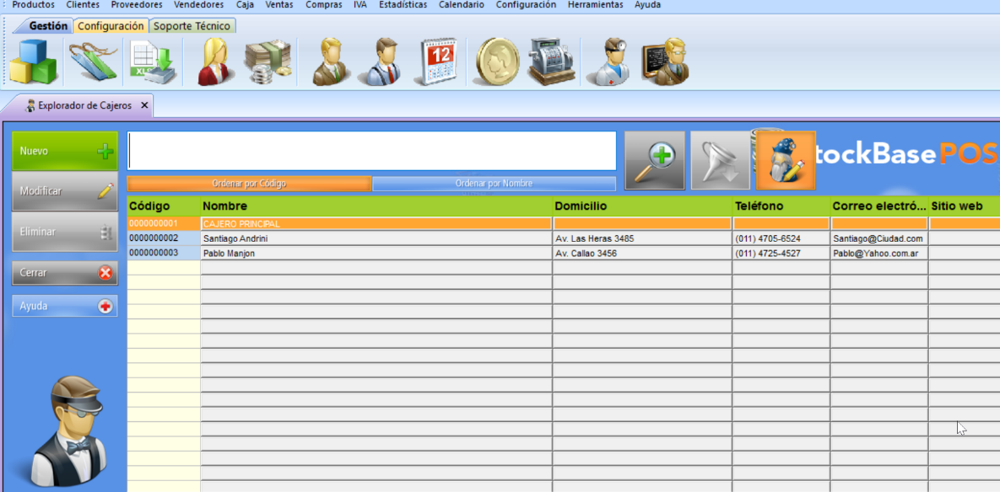 Productos Clientes Proveedores Vendedores Caja Ventas Compras IVA Estadísticas Calendario Configuración Herramientas Ayuda
Gestión Configuración Soporte Técnico
XLS
12
Explorador de Cajeros
Nuevo
Modificar
Eliminar
Cerrar
Ayuda
tockBase POS
Ordenar por Código Ordenar por Nombre
Código Nombre Domicilio Teléfono Correo electró... Sitio web
0000000001 CAJERO PRINCIPAL
0000000002 Santiago Andrini Av. Las Heras 3485 (011) 4705-6524 Santiago@Ciudad.com
0000000003 Pablo Manjon Av. Callao 3456 (011) 4725-4527 Pablo@Yahoo.com.ar